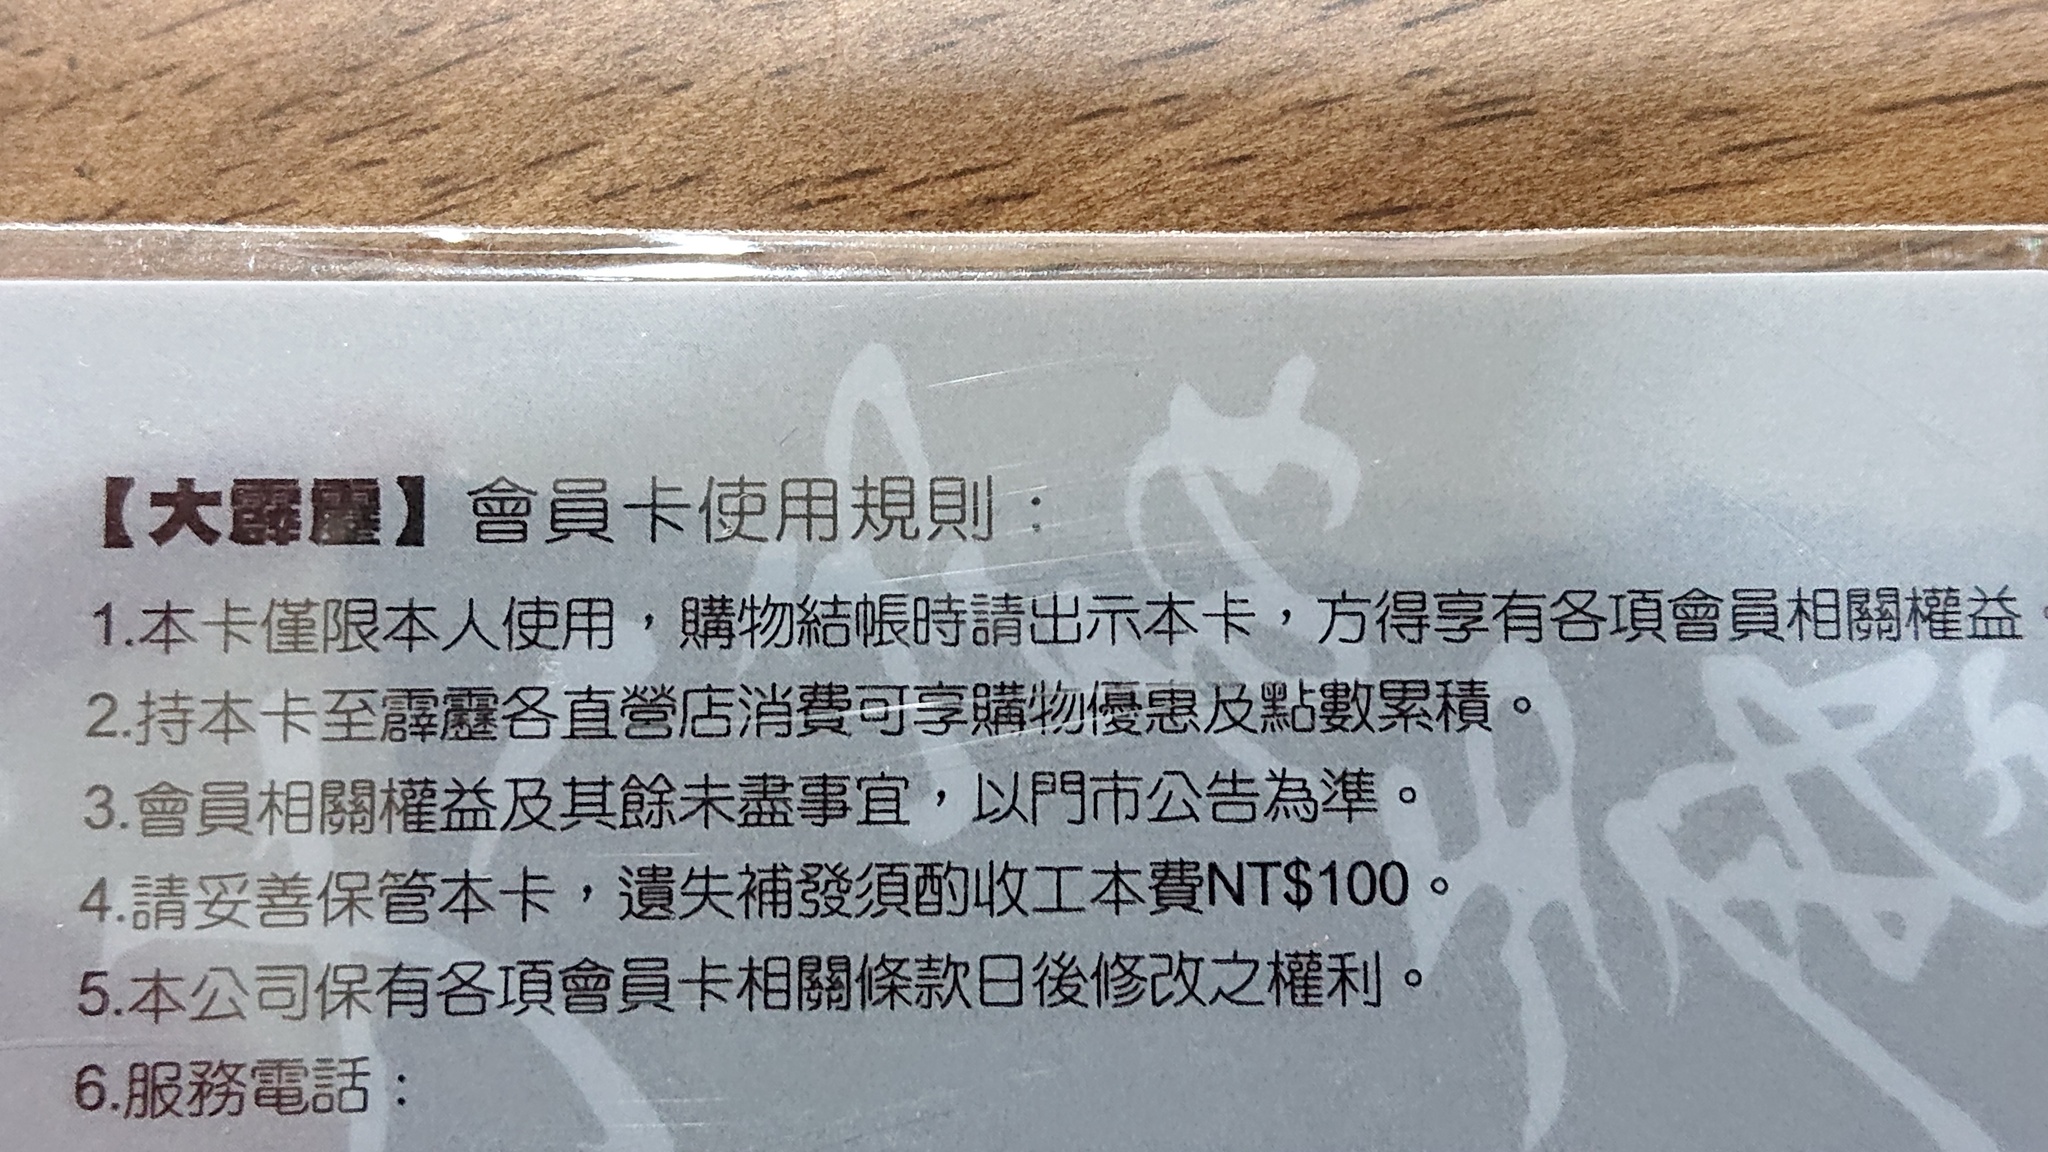 【大霹靂】會員卡使用規則：
1.本卡僅限本人使用，購物結帳時請出示本卡，方得享有各項會員相關權益。
2.持本卡至霹靂各直營店消費可享購物優惠及點數累積。
3.會員相關權益及其餘未盡事宜，以門市公告為準。
4.請妥善保管本卡，遺失補發須酌收工本費NT$100。
5.本公司保有各項會員卡相關條款日後修改之權利。
6.服務電話：